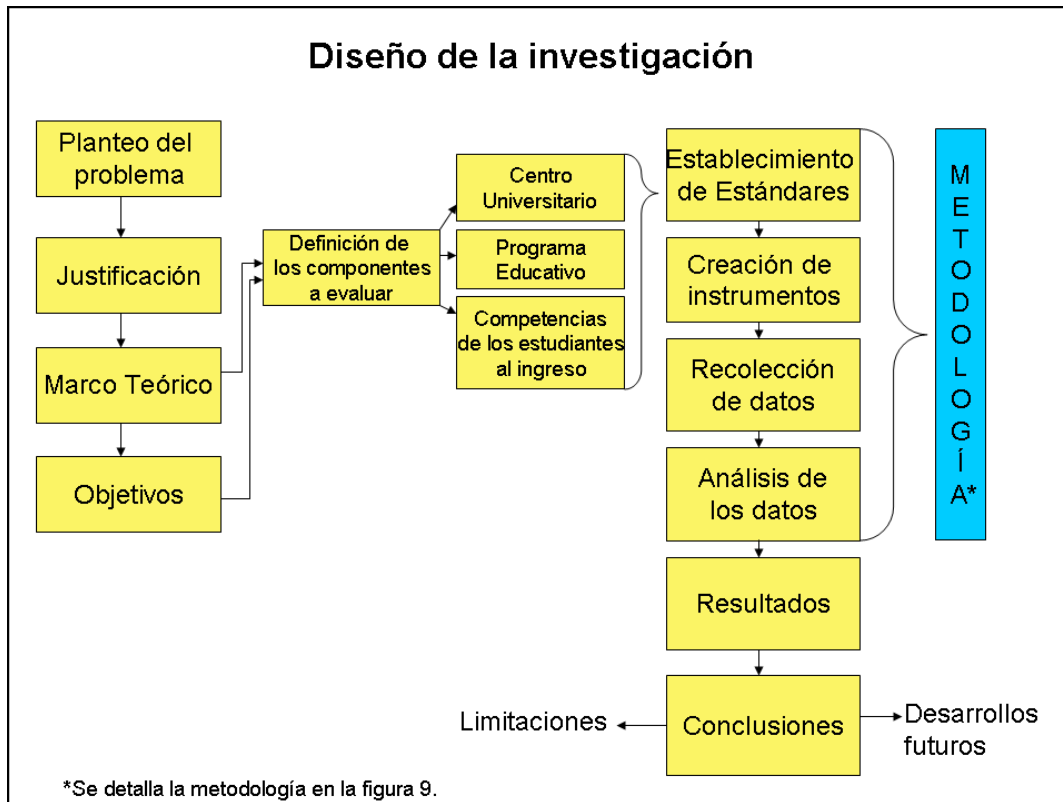 Diseño de la investigación
Planteo del
problema
Justificación
Marco Teórico
Objetivos
Definición de
los componentes
a evaluar
Centro
Universitario
Programa
Educativo
Competencias
de los estudiantes
al ingreso
Establecimiento
de Estándares
Creación de
instrumentos
Recolección
de datos
Análisis de
los datos
Resultados
Conclusiones
Limitaciones
Desarrollos
futuros
M
E
T
O
D
O
L
O
G
Í
A*
*Se detalla la metodología en la figura 9.